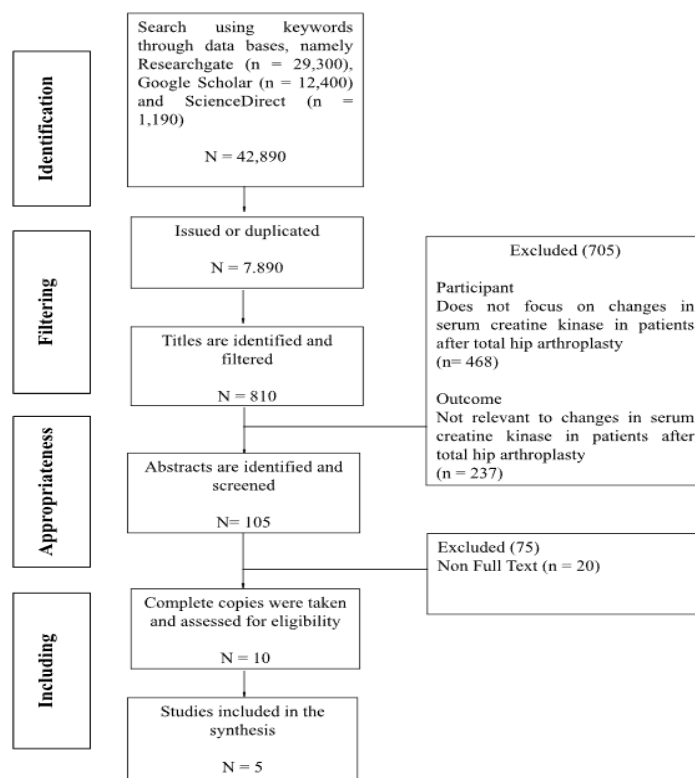 Identification
Search using keywords
through data bases, namely
Researchgate (n = 29,300),
Google Scholar (n = 12,400)
and ScienceDirect (n =
1,190)
N = 42,890
Filtering
Issued or duplicated
N = 7.890
Titles are identified and
filtered
N = 810
Excluded (705)
Participant
Does not focus on changes in
serum creatine kinase in patients
after total hip arthroplasty
(n= 468)
Outcome
Not relevant to changes in serum
creatine kinase in patients after
total hip arthroplasty
(n = 237)
Appropriateness
Abstracts are identified and
screened
N= 105
Excluded (75)
Non Full Text (n = 20)
Including
Complete copies were taken
and assessed for eligibility
N = 10
Studies included in the
synthesis
N = 5